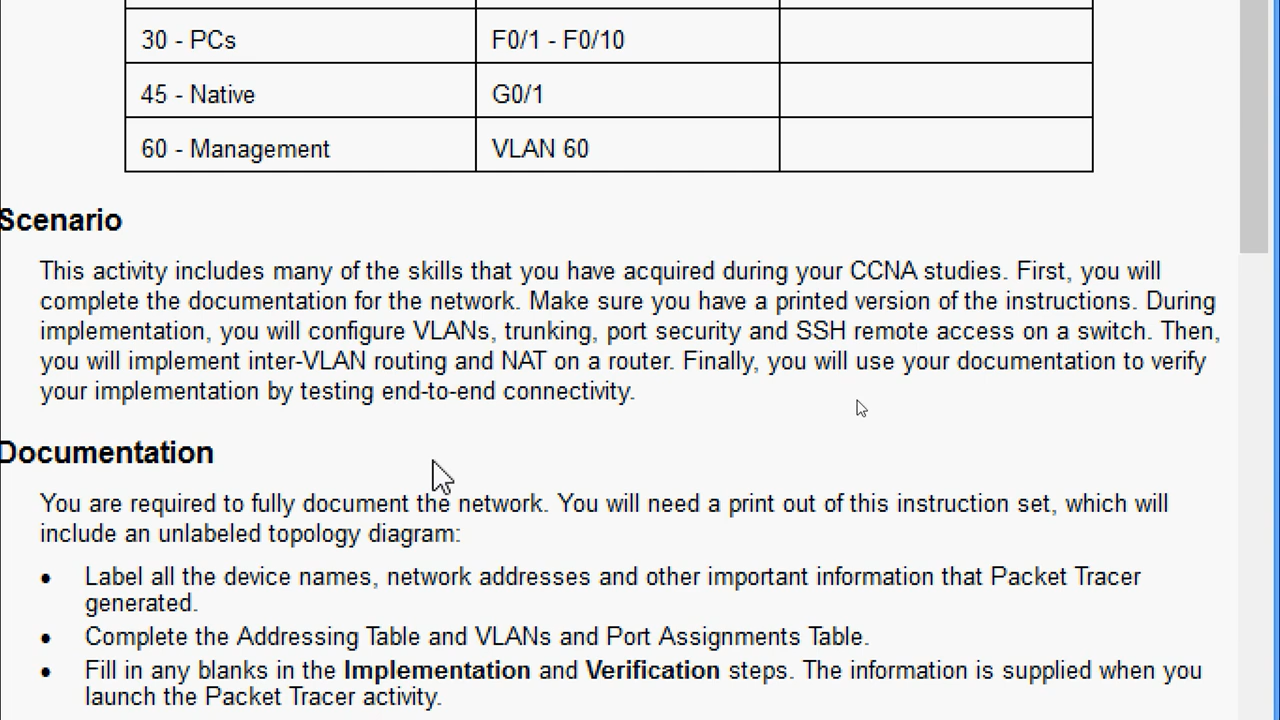 30 - PCs F0/1 - F0/10
45 - Native G0/1
60 - Management VLAN 60
Scenario
This activity includes many of the skills that you have acquired during your CCNA studies. First, you will
complete the documentation for the network. Make sure you have a printed version of the instructions. During
implementation, you will configure VLANs, trunking, port security and SSH remote access on a switch. Then,
you will implement inter-VLAN routing and NAT on a router. Finally, you will use your documentation to verify
your implementation by testing end-to-end connectivity.
Documentation
You are required to fully document the network. You will need a print out of this instruction set, which will
include an unlabeled topology diagram:
• Label all the device names, network addresses and other important information that Packet Tracer
generated.
• Complete the Addressing Table and VLANs and Port Assignments Table.
• Fill in any blanks in the Implementation and Verification steps. The information is supplied when you
launch the Packet Tracer activity.